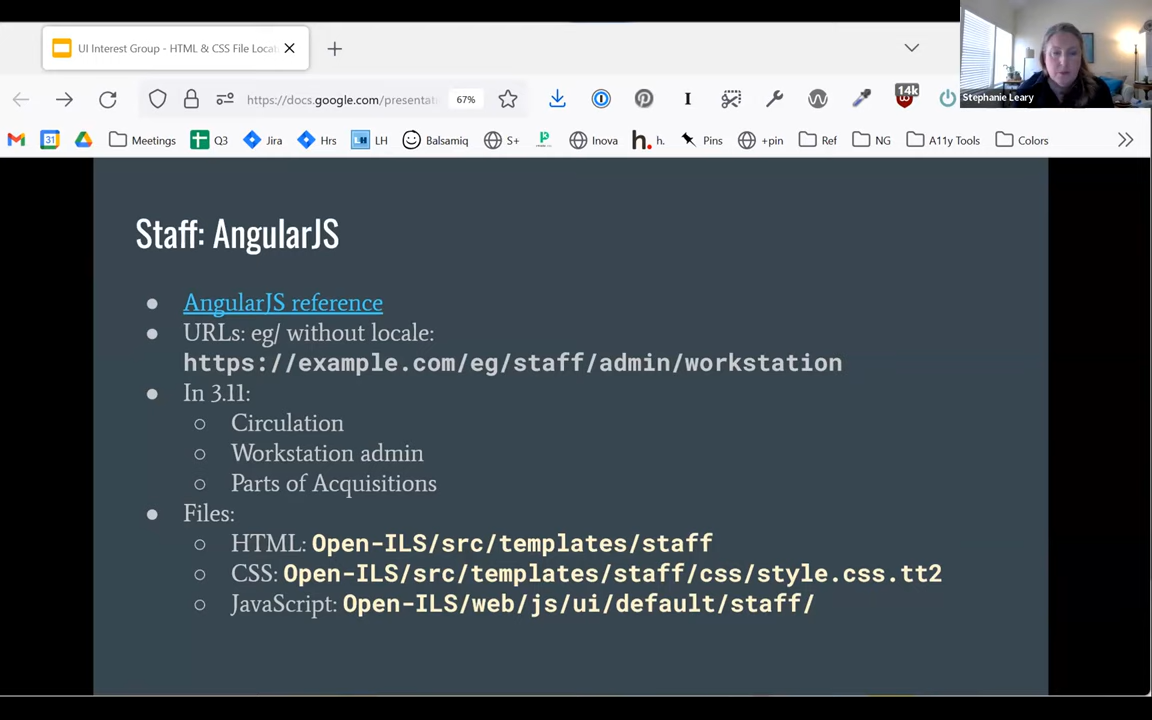 UI Interest Group - HTML & CSS File Locat
https://docs.google.com/presentat
67%
14k
Stephanie Leary
31
Meetings
Q3
Jira
Hrs
LH
LH
Balsamiq
S+
Inova
h.
h.
Pins
+pin
Ref
NG
A11y Tools
Colors
Staff: AngularJS
AngularJS reference
URLs: eg/ without locale:
https://example.com/eg/staff/admin/workstation
In 3.11:
Circulation
Workstation admin
Parts of Acquisitions
Files:
HTML: Open-ILS/src/templates/staff
CSS: Open-ILS/src/templates/staff/css/style.css.tt2
JavaScript: Open-ILS/web/js/ui/default/staff/